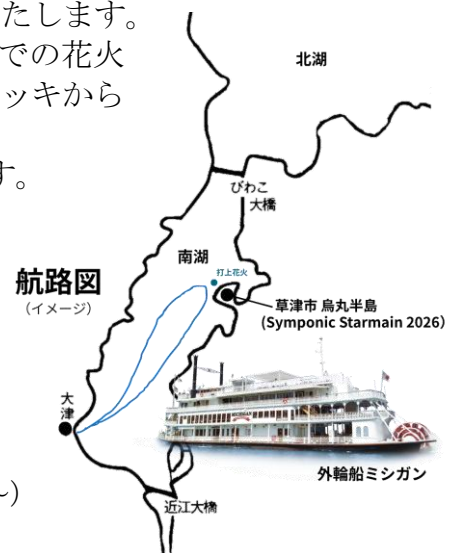 たします。
での花火
ッキから
す。
北湖
びわこ
大橋
南湖
打上花火
航路図
（イメージ）
草津市 烏丸半島
(Symponic Starmain 2026)
大津
外輪船ミシガン
～)
近江大橋